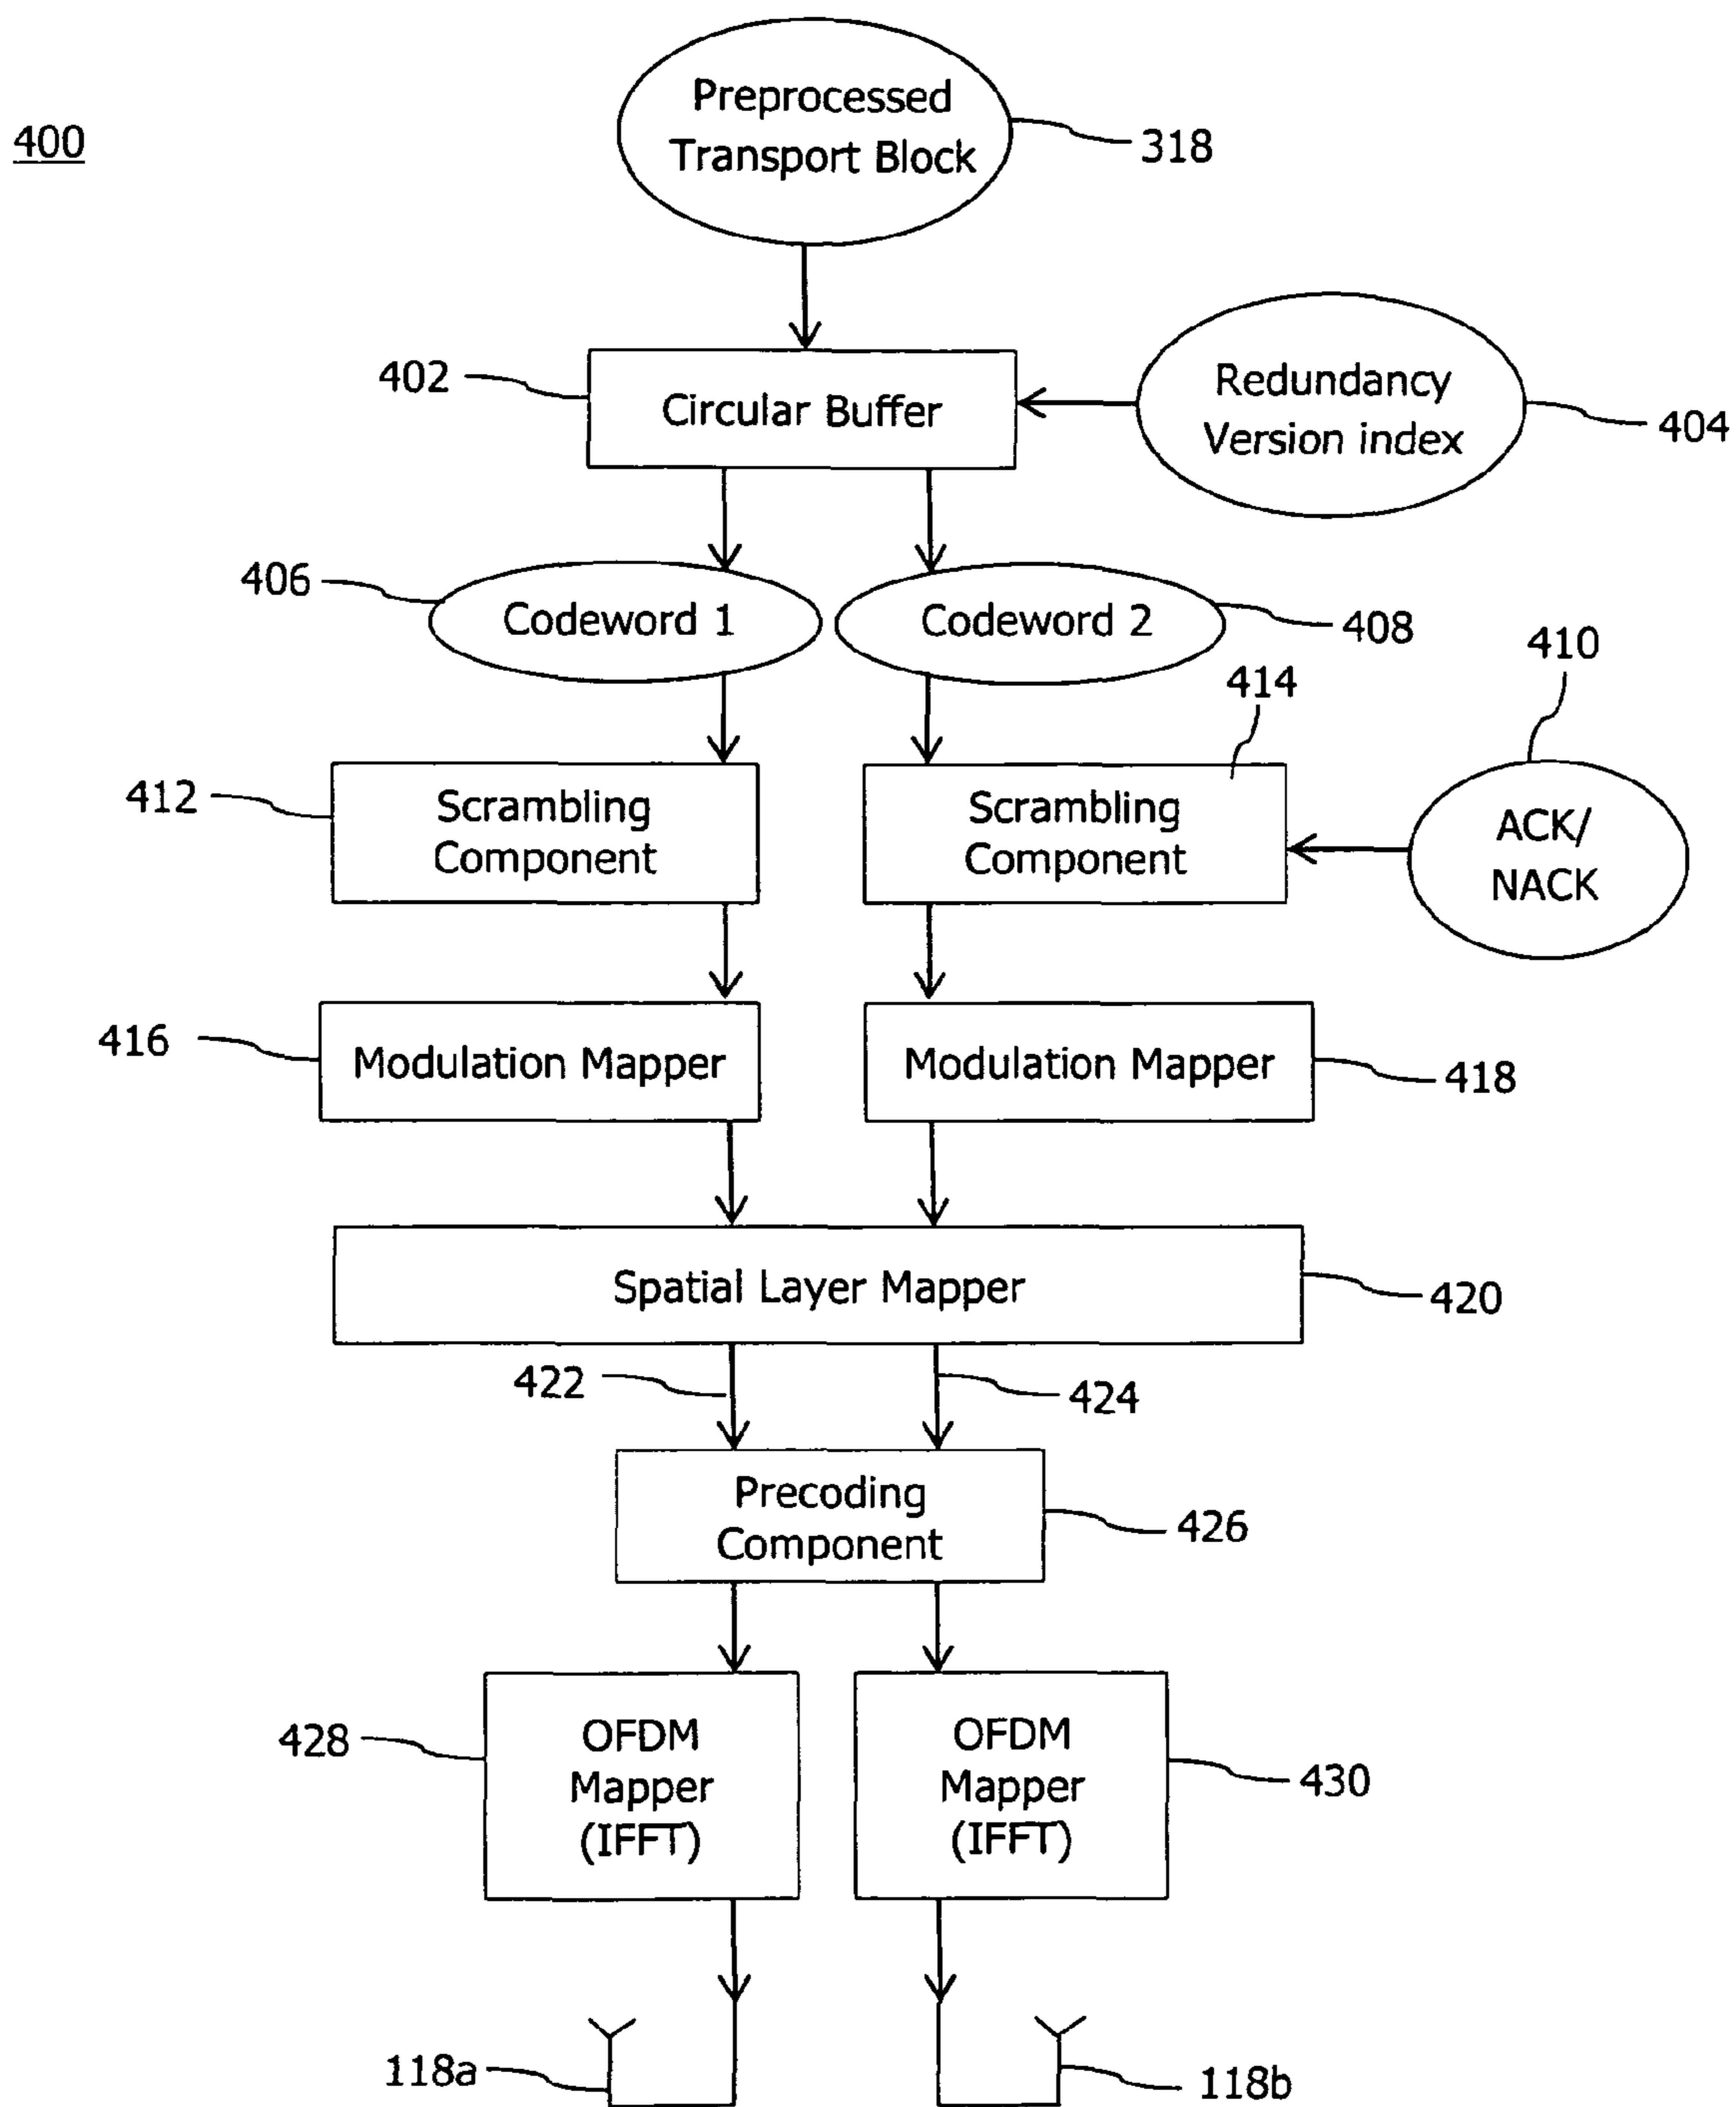 400
Preprocessed
Transport Block
318
402
Circular Buffer
Redundancy
Version index
404
406
Codeword 1
Codeword 2
408
410
414
412
Scrambling
Component
Scrambling
Component
ACK/
NACK
416
Modulation Mapper
Modulation Mapper
418
Spatial Layer Mapper
420
422
424
Precoding
Component
426
428
OFDM
Mapper
(IFFT)
OFDM
Mapper
(IFFT)
430
118a
118b